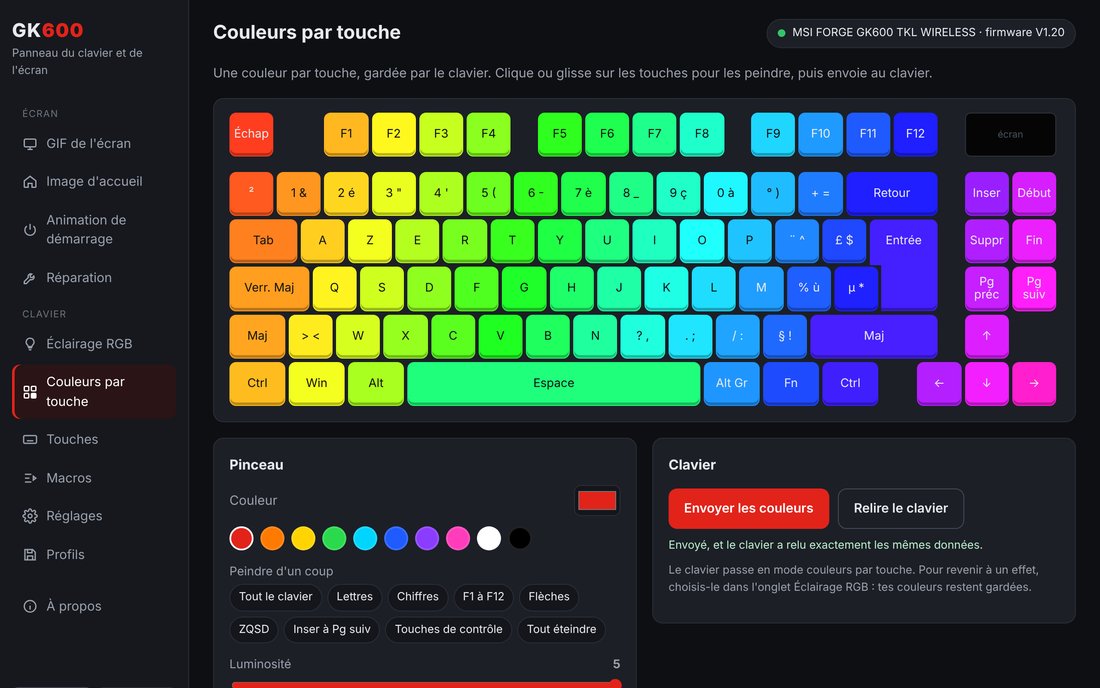 GK600
Panneau du clavier et de
l'écran
ÉCRAN
GIF de l'écran
Image d'accueil
Animation de
démarrage
Réparation
CLAVIER
Éclairage RGB
Couleurs par
touche
Touches
Macros
Réglages
Profils
À propos
Couleurs par touche
MSI FORGE GK600 TKL WIRELESS · firmware V1.20
Une couleur par touche, gardée par le clavier. Clique ou glisse sur les touches pour les peindre, puis envoie au clavier.
Échap F1 F2 F3 F4 F5 F6 F7 F8 F9 F10 F11 F12 écran
² 1 & 2 é 3 " 4 ' 5 ( 6 - 7 è 8 _ 9 ç 0 à ° ) + = Retour Inser Début
Tab A Z E R T Y U I O P ¨ ^ £ $ Entrée Suppr Fin
Verr. Maj Q S D F G H J K L M % ù µ * Pg préc Pg suiv
Maj > < W X C V B N ? , . ; / : § ! Maj ↑
Ctrl Win Alt Espace Alt Gr Fn Ctrl ← ↓ →
Pinceau
Couleur
Peindre d'un coup
Tout le clavier Lettres Chiffres F1 à F12 Flèches
ZQSD Inser à Pg suiv Touches de contrôle Tout éteindre
Luminosité 5
Clavier
Envoyer les couleurs Relire le clavier
Envoyé, et le clavier a relu exactement les mêmes données.
Le clavier passe en mode couleurs par touche. Pour revenir à un effet,
choisis-le dans l'onglet Éclairage RGB : tes couleurs restent gardées.